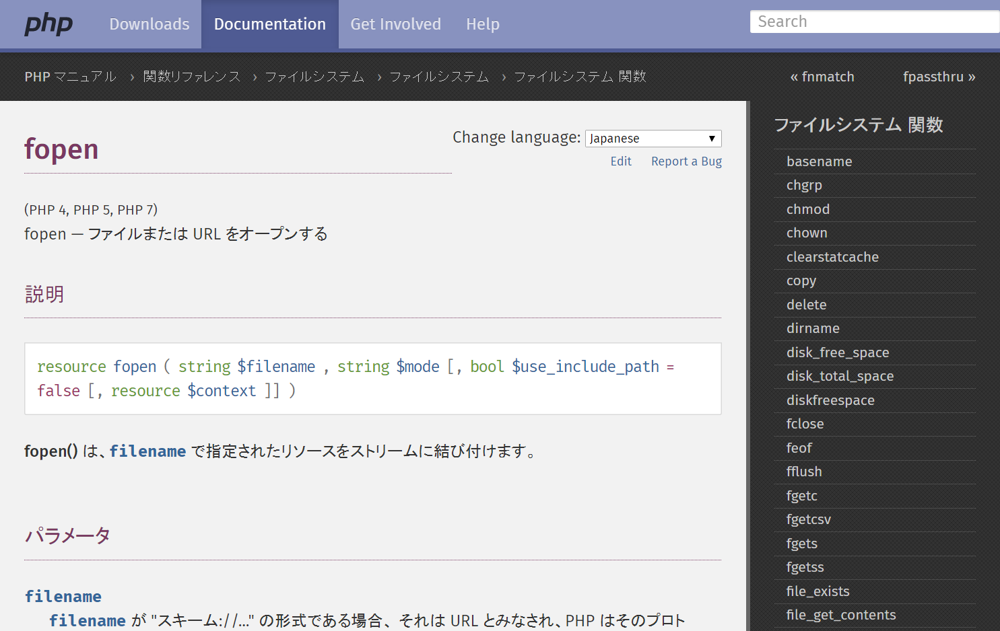 php Downloads Documentation Get Involved Help Search
PHP マニュアル › 関数リファレンス › ファイルシステム › ファイルシステム › ファイルシステム 関数 « fnmatch fpassthru »
fopen
Change language: Japanese
Edit Report a Bug
(PHP 4, PHP 5, PHP 7)
fopen — ファイルまたは URL をオープンする
説明
resource fopen ( string $filename , string $mode [, bool $use_include_path =
false [, resource $context ]] )
fopen() は、filename で指定されたリソースをストリームに結び付けます。
パラメータ
filename
filename が "スキーム://..." の形式である場合、それは URL とみなされ、PHP はそのプロト
ファイルシステム 関数
basename
chgrp
chmod
chown
clearstatcache
copy
delete
dirname
disk_free_space
disk_total_space
diskfreespace
fclose
feof
fflush
fgetc
fgetcsv
fgets
fgetss
file_exists
file_get_contents